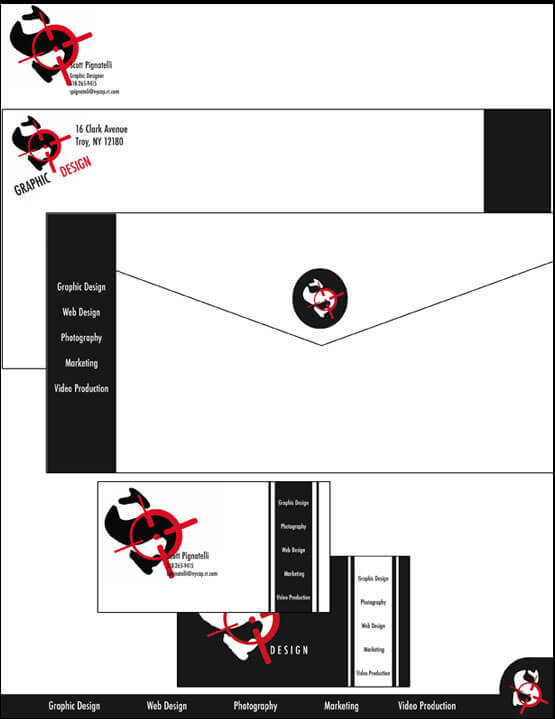 Scott Pignatelli
Graphic Designer
518-265-9415
spignateli@nycap.rr.com
16 Clark Avenue
Troy, NY 12180
GRAPHIC DESIGN
Graphic Design
Web Design
Photography
Marketing
Video Production
Scott Pignatelli
518-265-9415
spignatelli@nycap.rr.com
Graphic Design
Photography
Web Design
Marketing
Video Production
DESIGN
Graphic Design
Photography
Web Design
Marketing
Video Production
Graphic Design Web Design Photography Marketing Video Production